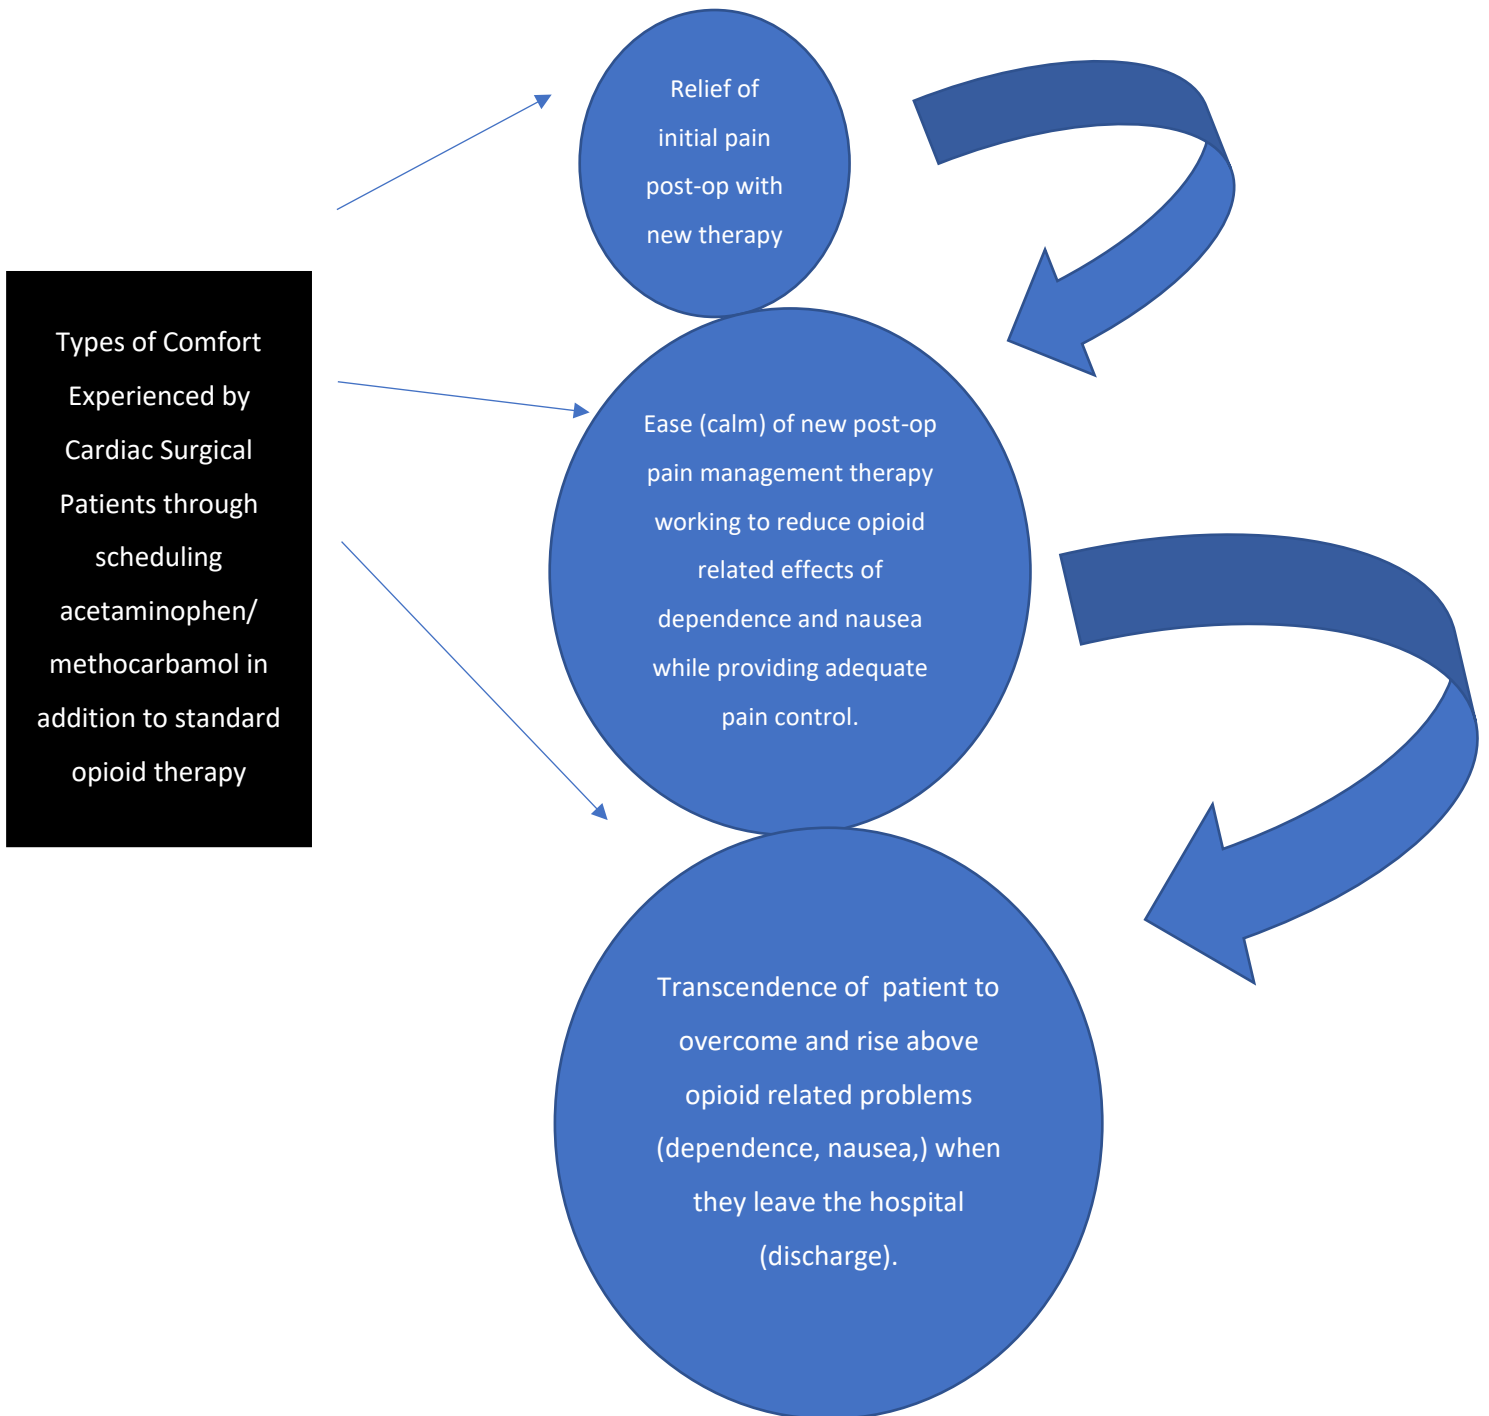 Types of Comfort
Experienced by
Cardiac Surgical
Patients through
scheduling
acetaminophen/
methocarbamol in
addition to standard
opioid therapy
Relief of
initial pain
post-op with
new therapy
Ease (calm) of new post-op
pain management therapy
working to reduce opioid
related effects of
dependence and nausea
while providing adequate
pain control.
Transcendence of  patient to
overcome and rise above
opioid related problems
(dependence, nausea,) when
they leave the hospital
(discharge).